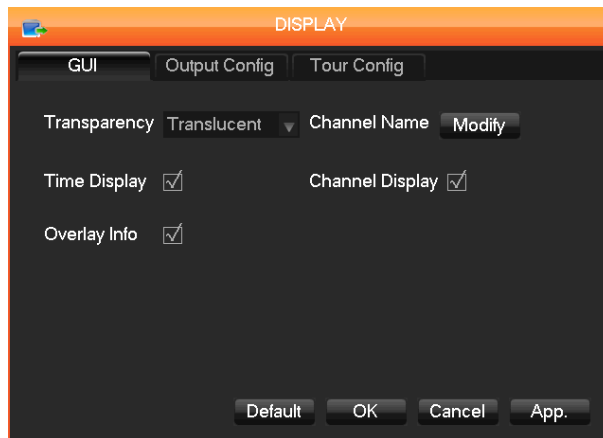 DISPLAY
GUI Output Config Tour Config
Transparency Translucent Channel Name Modify
Time Display Channel Display
Overlay Info
Default OK Cancel App.